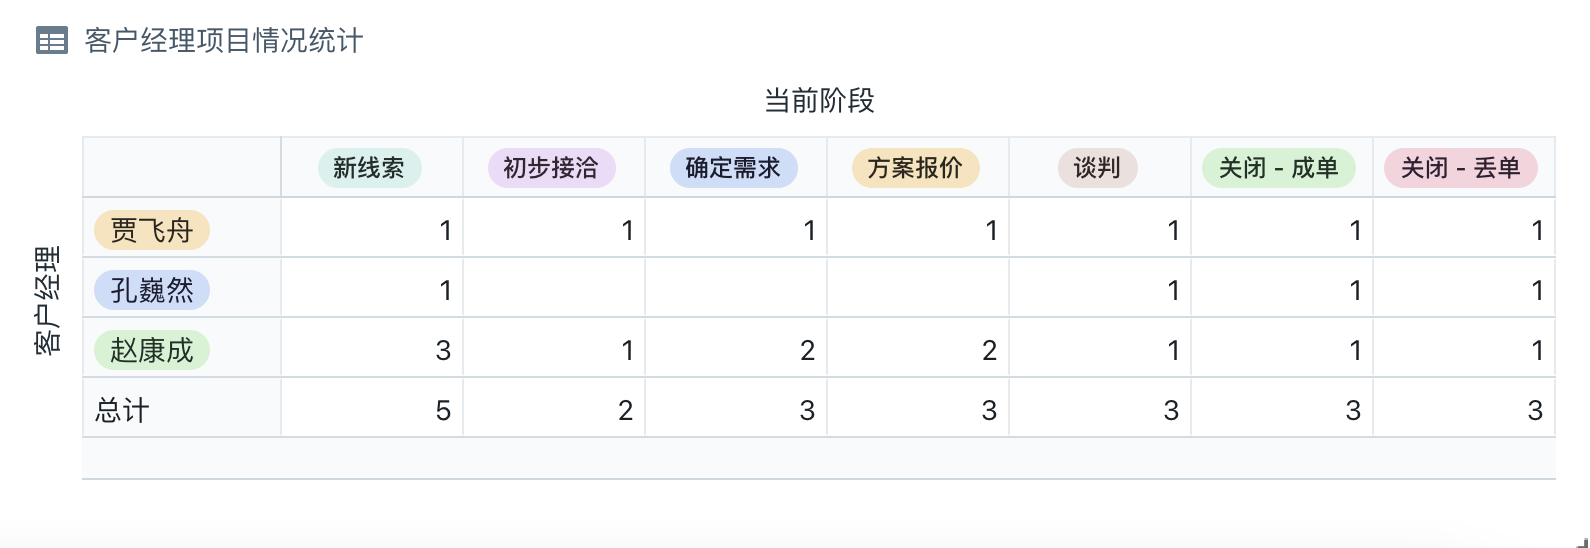 客户经理项目情况统计
当前阶段
新线索 初步接洽 确定需求 方案报价 谈判 关闭 - 成单 关闭 - 丢单
客户经理
贾飞舟 1 1 1 1 1 1 1
孔巍然 1 1 1 1
赵康成 3 1 2 2 1 1 1
总计 5 2 3 3 3 3 3